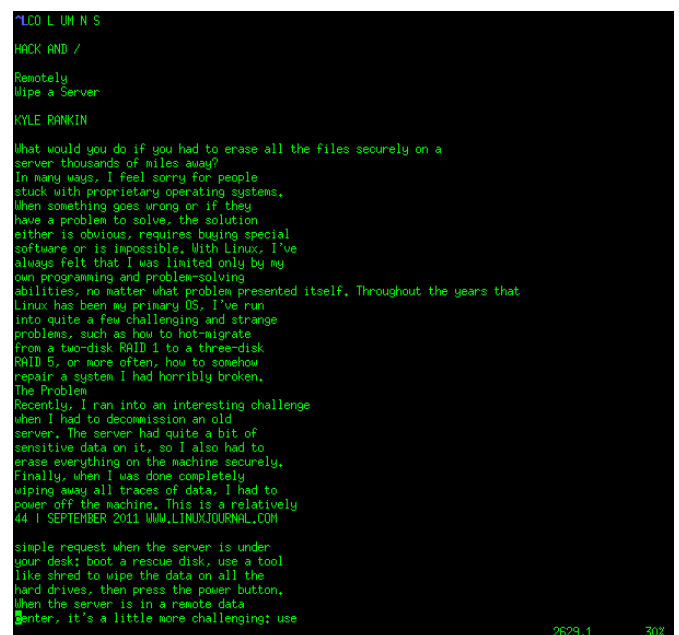 ^LCO L UM N S
HACK AND /
Remotely
Wipe a Server
KYLE RANKIN
What would you do if you had to erase all the files securely on a
server thousands of miles away?
In many ways, I feel sorry for people
stuck with proprietary operating systems.
When something goes wrong or if they
have a problem to solve, the solution
either is obvious, requires buying special
software or is impossible. With Linux, I've
always felt that I was limited only by my
own programming and problem-solving
abilities, no matter what problem presented itself. Throughout the years that
Linux has been my primary OS, I've run
into quite a few challenging and strange
problems, such as how to hot-migrate
from a two-disk RAID 1 to a three-disk
RAID 5, or more often, how to somehow
repair a system I had horribly broken.
The Problem
Recently, I ran into an interesting challenge
when I had to decommission an old
server. The server had quite a bit of
sensitive data on it, so I also had to
erase everything on the machine securely.
Finally, when I was done completely
wiping away all traces of data, I had to
power off the machine. This is a relatively
44 | SEPTEMBER 2011 WWW.LINUXJOURNAL.COM
simple request when the server is under
your desk: boot a rescue disk, use a tool
like shred to wipe the data on all the
hard drives, then press the power button.
When the server is in a remote data
center, it's a little more challenging: use
2629,1 30%